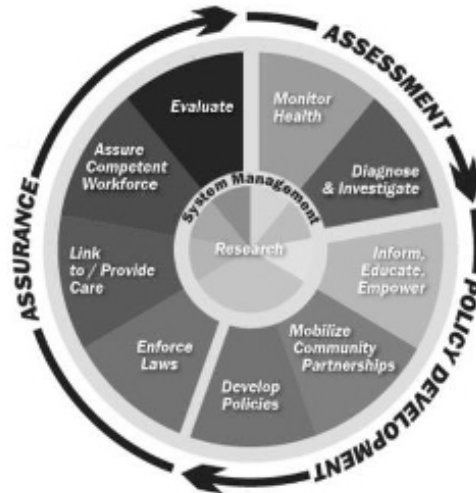 ASSESSMENT
POLICY DEVELOPMENT
ASSURANCE
Evaluate
Monitor
Health
Assure
Competent
Workforce
Diagnose
& Investigate
System Management
Research
Link
to / Provide
Care
Inform,
Educate,
Empower
Enforce
Laws
Mobilize
Community
Partnerships
Develop
Policies